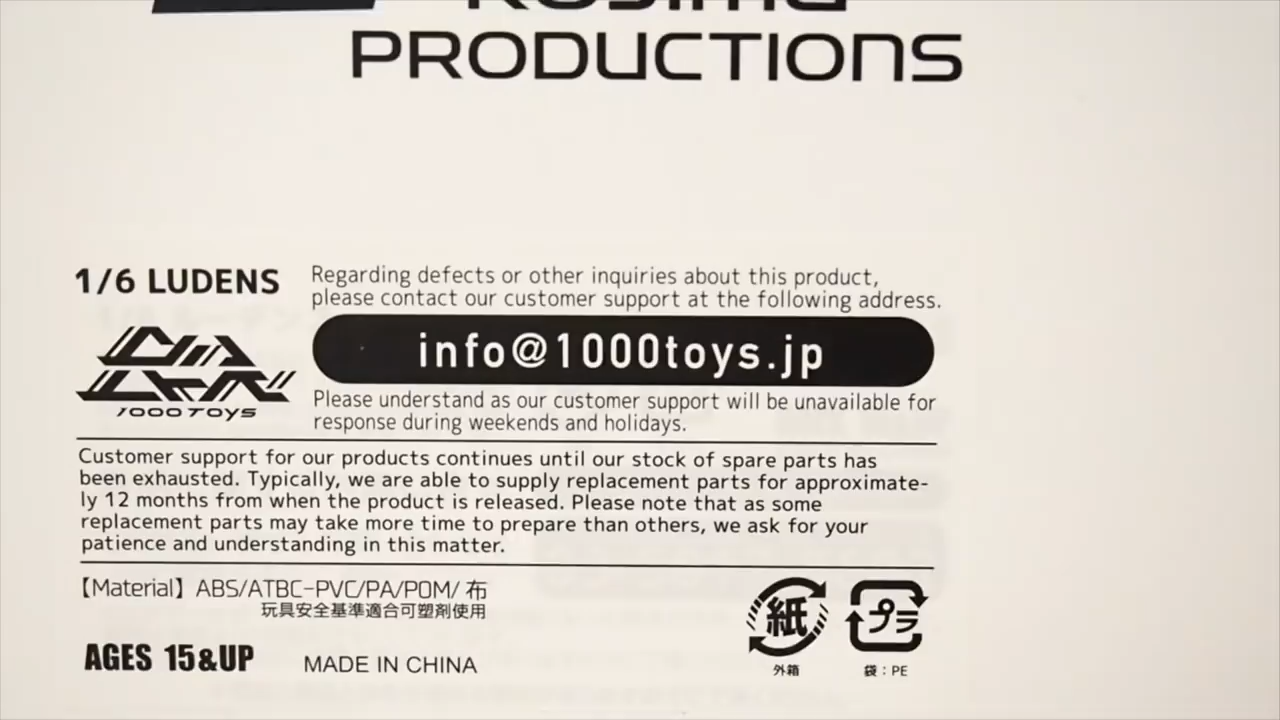 Kojima
PRODUCTIONS
1/6 LUDENS
1000TOYS
Regarding defects or other inquiries about this product,
please contact our customer support at the following address.
info@1000toys.jp
Please understand as our customer support will be unavailable for
response during weekends and holidays.
Customer support for our products continues until our stock of spare parts has
been exhausted. Typically, we are able to supply replacement parts for approximate-
ly 12 months from when the product is released. Please note that as some
replacement parts may take more time to prepare than others, we ask for your
patience and understanding in this matter.
【Material】ABS/ATBC-PVC/PA/POM/ 布
玩具安全基準適合可塑剤使用
AGES 15&UP
MADE IN CHINA
紙
外箱
プラ
袋：PE